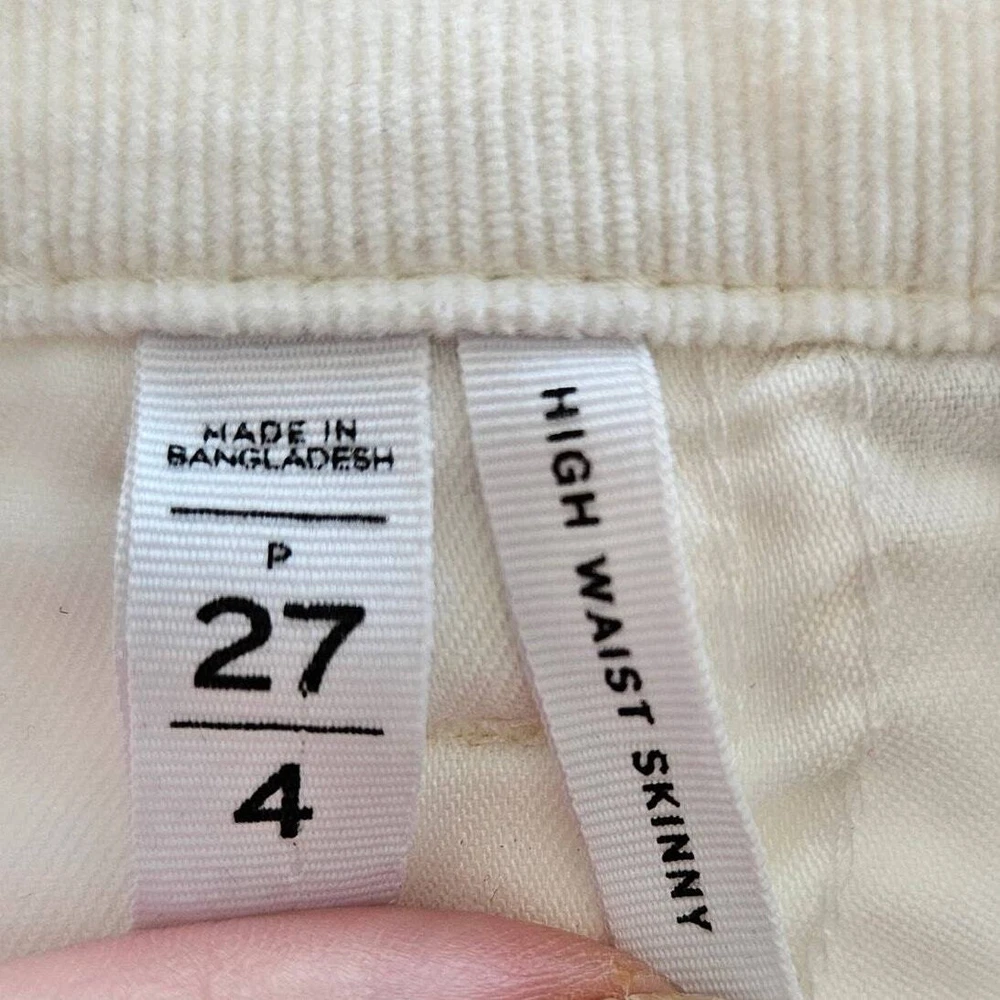 MADE IN
BANGLADESH
P
27
4
HIGH WAIST SKINNY